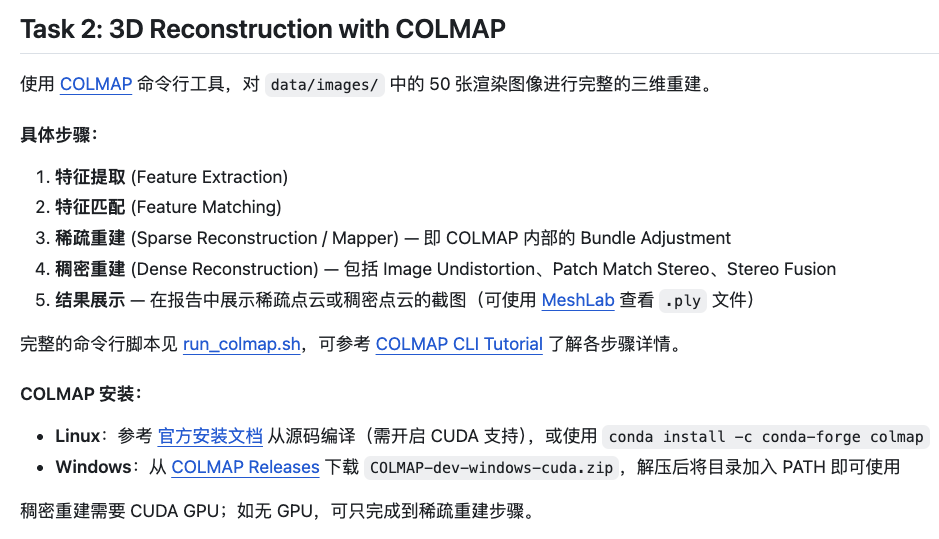 Task 2: 3D Reconstruction with COLMAP
使用 COLMAP 命令行工具，对 data/images/ 中的 50 张渲染图像进行完整的三维重建。
具体步骤：
1. 特征提取 (Feature Extraction)
2. 特征匹配 (Feature Matching)
3. 稀疏重建 (Sparse Reconstruction / Mapper) — 即 COLMAP 内部的 Bundle Adjustment
4. 稠密重建 (Dense Reconstruction) — 包括 Image Undistortion、Patch Match Stereo、Stereo Fusion
5. 结果展示 — 在报告中展示稀疏点云或稠密点云的截图（可使用 MeshLab 查看 .ply 文件）
完整的命令行脚本见 run_colmap.sh，可参考 COLMAP CLI Tutorial 了解各步骤详情。
COLMAP 安装：
• Linux：参考 官方安装文档 从源码编译（需开启 CUDA 支持），或使用 conda install -c conda-forge colmap
• Windows：从 COLMAP Releases 下载 COLMAP-dev-windows-cuda.zip，解压后将目录加入 PATH 即可使用
稠密重建需要 CUDA GPU；如无 GPU，可只完成到稀疏重建步骤。